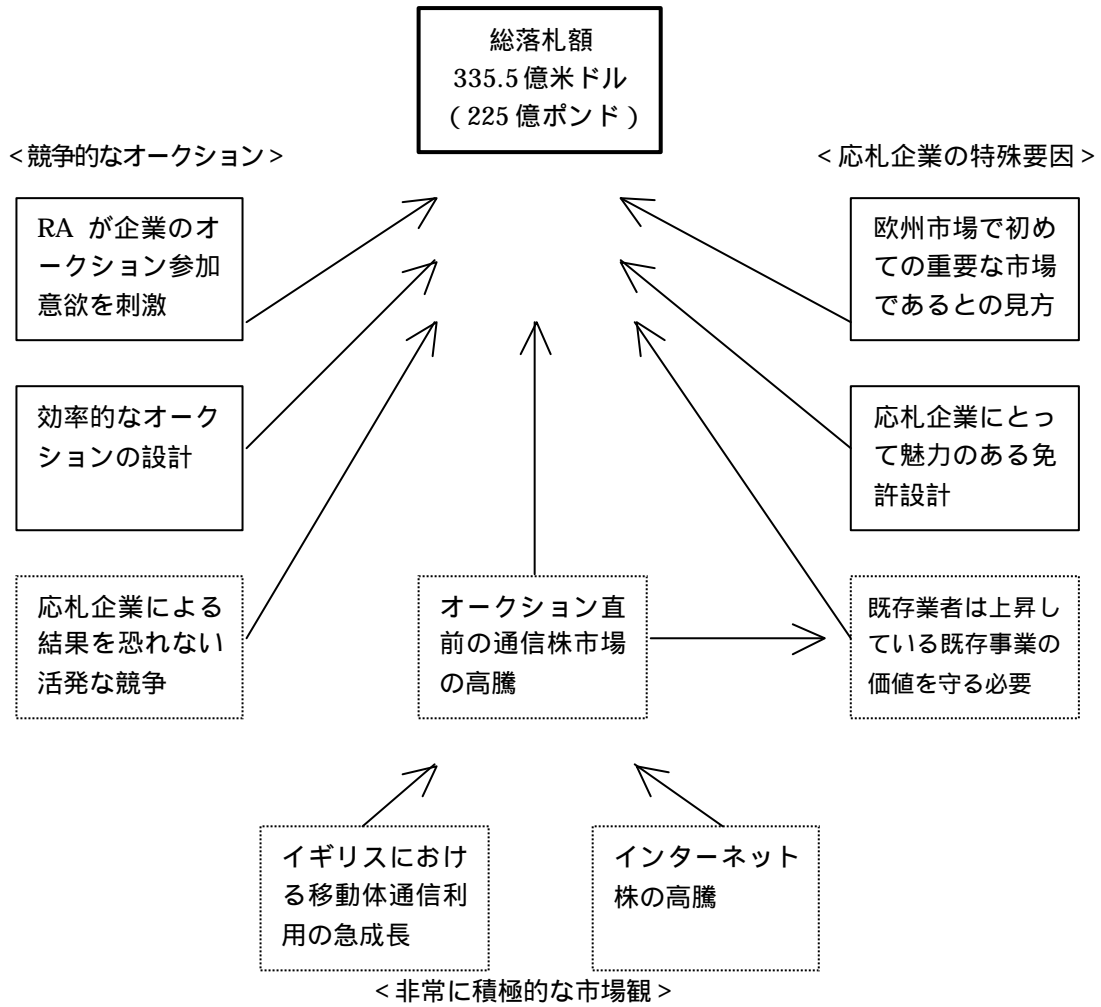 総落札額
335.5億米ドル
(225億ポンド)
<競争的なオークション>
<応札企業の特殊要因>
RA が企業のオ
ークション参加
意欲を刺激
欧州市場で初め
ての重要な市場
であるとの見方
効率的なオーク
ションの設計
応札企業にとっ
て魅力のある免
許設計
応札企業による
結果を恐れない
活発な競争
オークション直
前の通信株市場
の高騰
既存業者は上昇し
ている既存事業の
価値を守る必要
イギリスにおけ
る移動体通信利
用の急成長
インターネット
株の高騰
<非常に積極的な市場観>